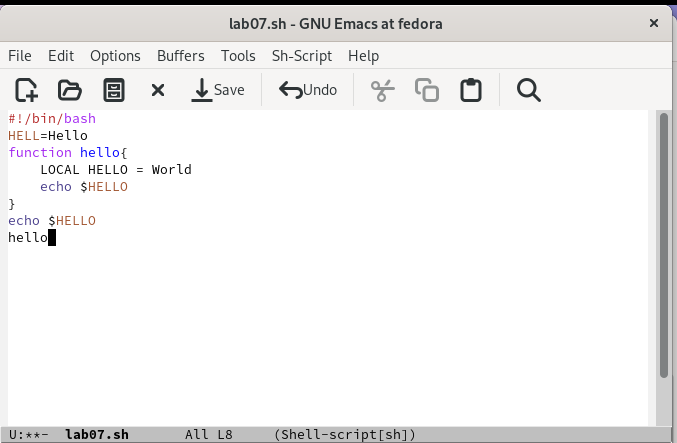 lab07.sh - GNU Emacs at fedora
File Edit Options Buffers Tools Sh-Script Help
Save Undo
#!/bin/bash
HELL=Hello
function hello{
    LOCAL HELLO = World
    echo $HELLO
}
echo $HELLO
hello
U:**- lab07.sh All L8 (Shell-script[sh])